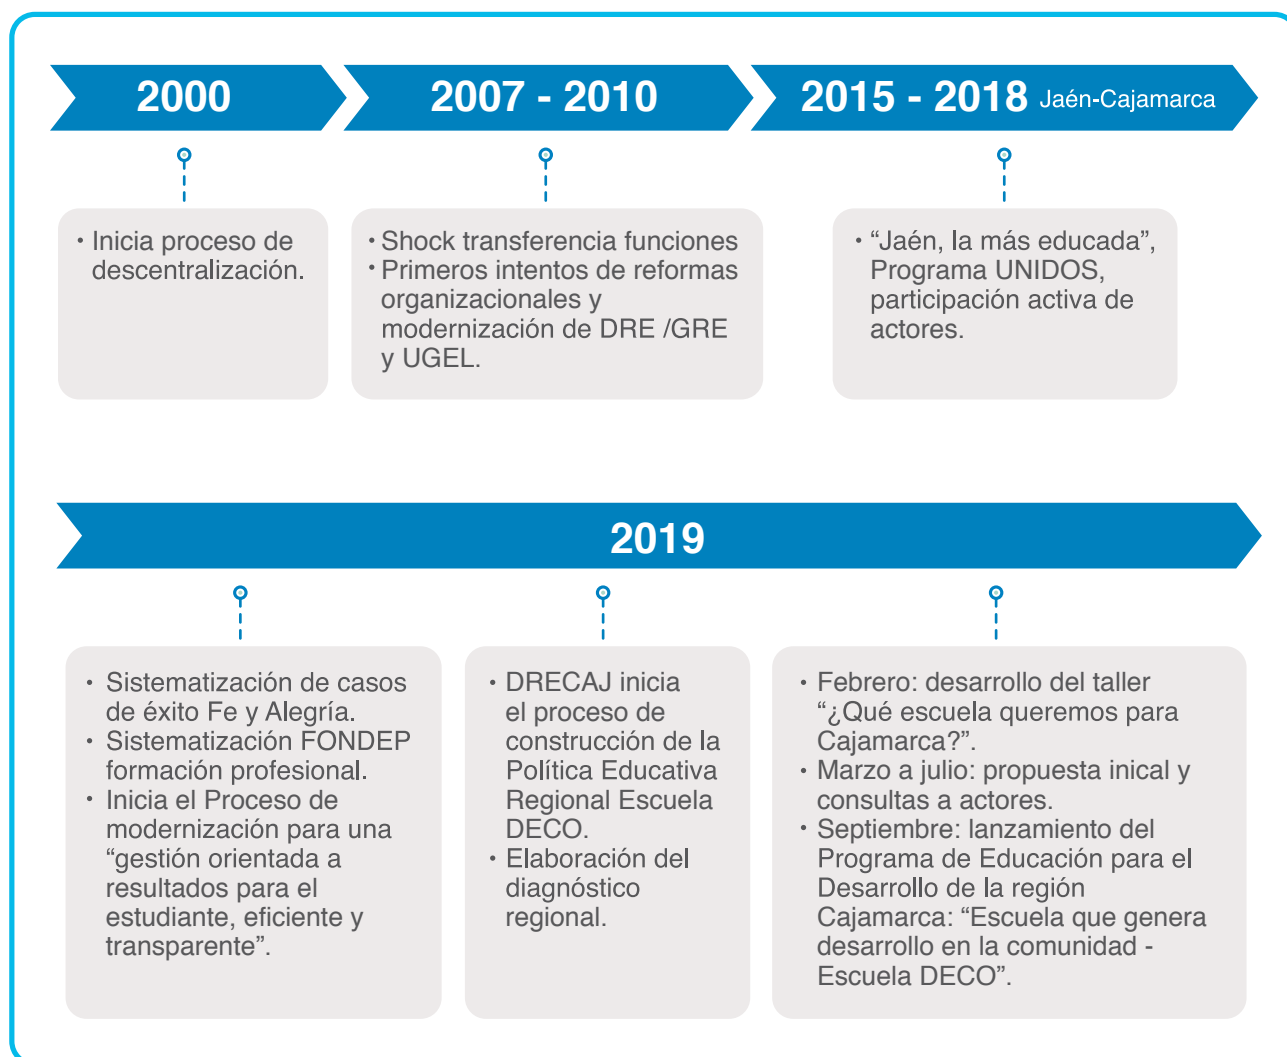 2000
2007 - 2010
2015 - 2018 Jaén-Cajamarca
· Inicia proceso de
descentralización.
· Shock transferencia funciones
· Primeros intentos de reformas
organizacionales y
modernización de DRE /GRE
y UGEL.
· “Jaén, la más educada”,
Programa UNIDOS,
participación activa de
actores.
2019
· Sistematización de casos
de éxito Fe y Alegría.
· Sistematización FONDEP
formación profesional.
· Inicia el Proceso de
modernización para una
“gestión orientada a
resultados para el
estudiante, eficiente y
transparente”.
· DRECAJ inicia
el proceso de
construcción de la
Política Educativa
Regional Escuela
DECO.
· Elaboración del
diagnóstico
regional.
· Febrero: desarrollo del taller
“¿Qué escuela queremos para
Cajamarca?”.
· Marzo a julio: propuesta inical y
consultas a actores.
· Septiembre: lanzamiento del
Programa de Educación para el
Desarrollo de la región
Cajamarca: “Escuela que genera
desarrollo en la comunidad -
Escuela DECO”.